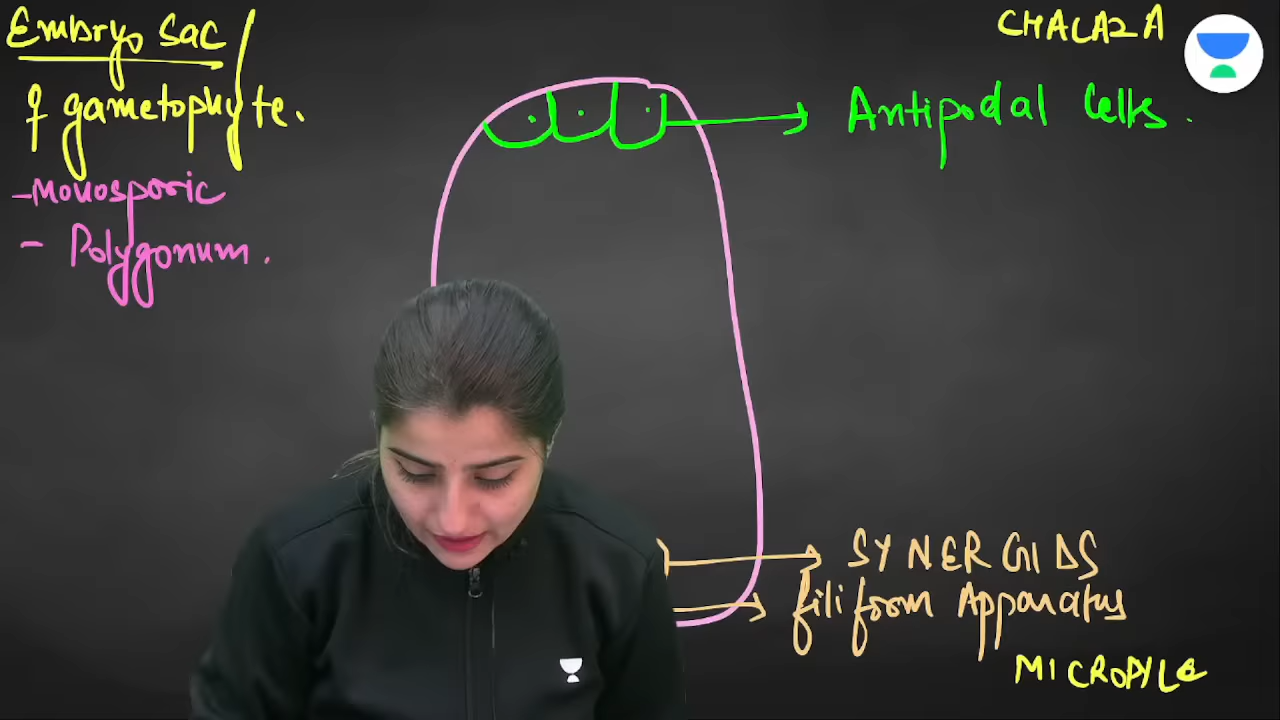 Embryo Sac/
♀ gametophyte.
- Monosporic
- Polygonum.
CHALAZA
Antipodal Cells.
SYNERGIDS
filiform Apparatus
MICROPYLE